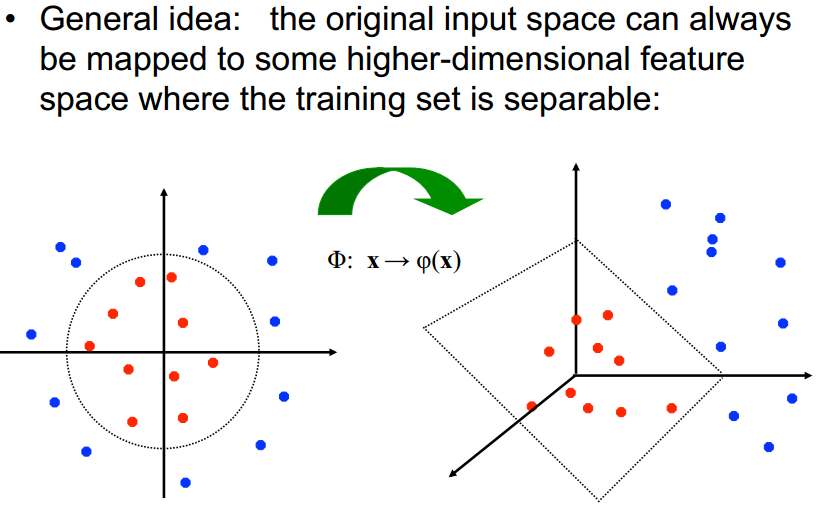 • General idea: the original input space can always
be mapped to some higher-dimensional feature
space where the training set is separable:
Φ: x → φ(x)